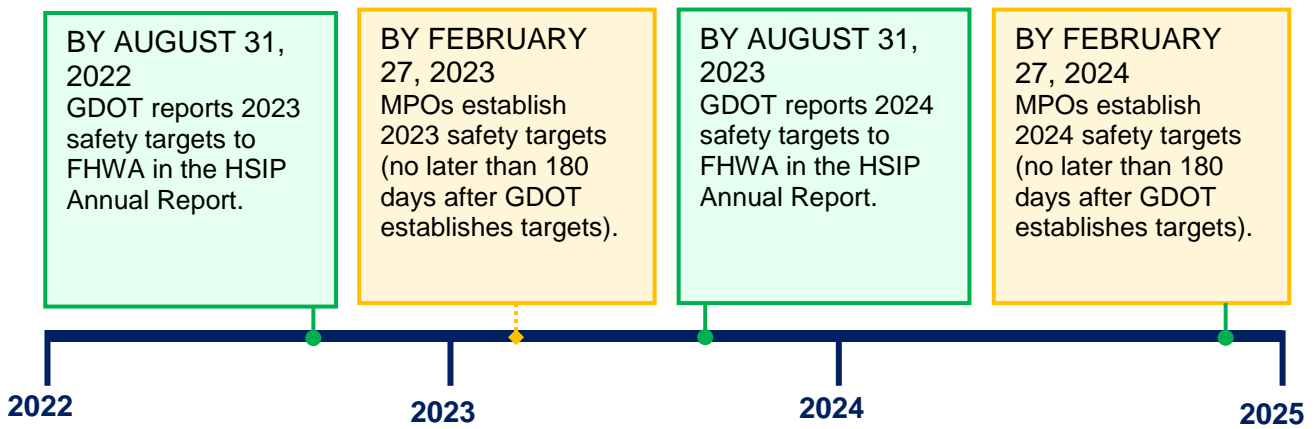 BY AUGUST 31,
2022
GDOT reports 2023
safety targets to
FHWA in the HSIP
Annual Report.
BY FEBRUARY
27, 2023
MPOs establish
2023 safety targets
(no later than 180
days after GDOT
establishes targets).
BY AUGUST 31,
2023
GDOT reports 2024
safety targets to
FHWA in the HSIP
Annual Report.
BY FEBRUARY
27, 2024
MPOs establish
2024 safety targets
(no later than 180
days after GDOT
establishes targets).
2022
2023
2024
2025